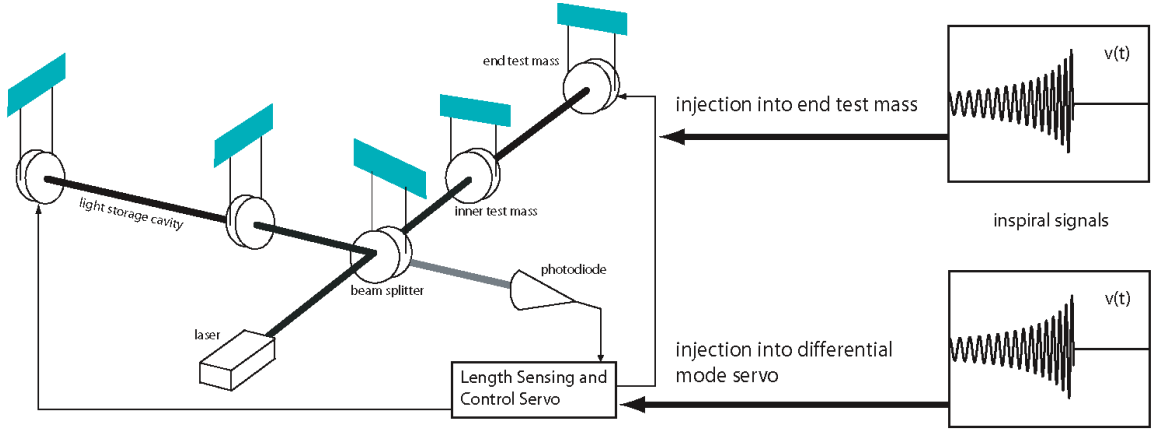 end test mass
v(t)
injection into end test mass
light storage cavity
inner test mass
inspiral signals
photodiode
beam splitter
laser
v(t)
injection into differential
mode servo
Length Sensing and
Control Servo